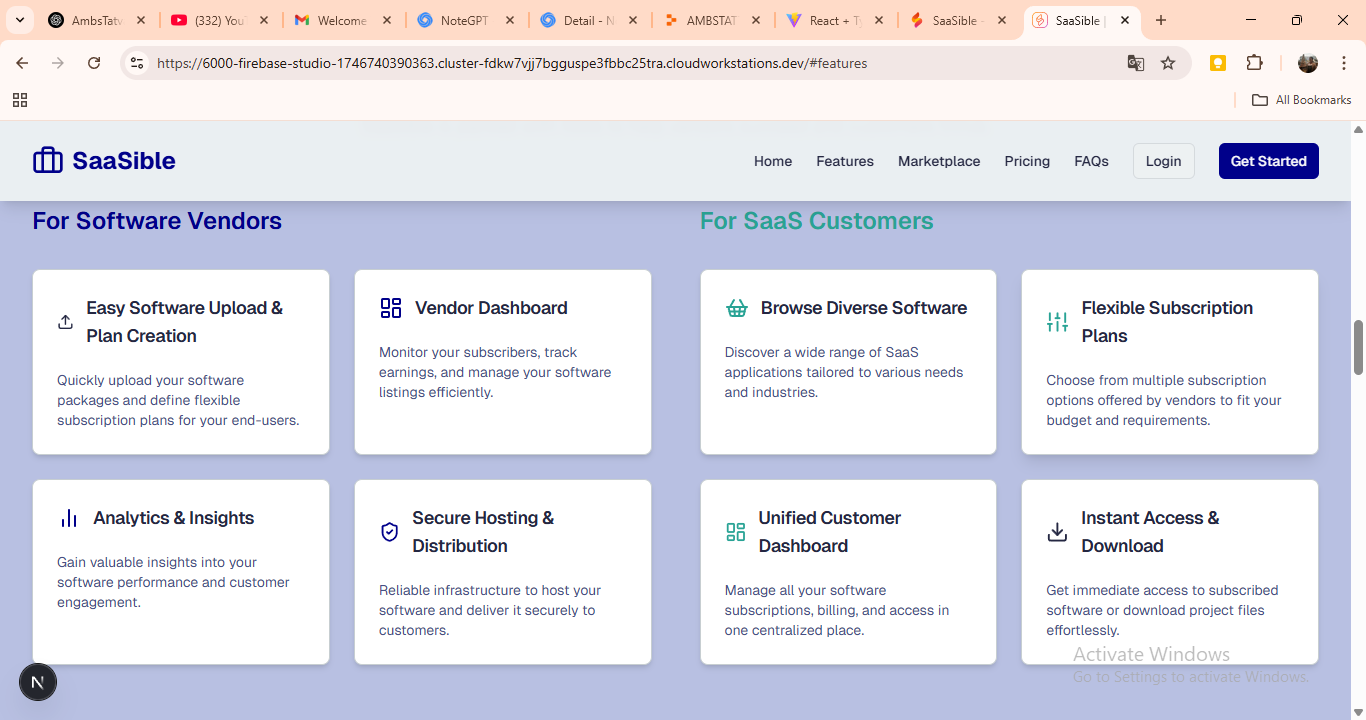 AmbsTatv
(332) YouT
Welcome
NoteGPT
Detail - N
AMBSTAT
React + Ty
SaaSible -
SaaSible |
https://6000-firebase-studio-1746740390363.cluster-fdkw7vjj7bgguspe3fbbc25tra.cloudworkstations.dev/#features
All Bookmarks
SaaSible
Home
Features
Marketplace
Pricing
FAQs
Login
Get Started
For Software Vendors
Easy Software Upload &
Plan Creation
Quickly upload your software
packages and define flexible
subscription plans for your end-users.
Vendor Dashboard
Monitor your subscribers, track
earnings, and manage your software
listings efficiently.
Analytics & Insights
Gain valuable insights into your
software performance and customer
engagement.
Secure Hosting &
Distribution
Reliable infrastructure to host your
software and deliver it securely to
customers.
For SaaS Customers
Browse Diverse Software
Discover a wide range of SaaS
applications tailored to various needs
and industries.
Flexible Subscription
Plans
Choose from multiple subscription
options offered by vendors to fit your
budget and requirements.
Unified Customer
Dashboard
Manage all your software
subscriptions, billing, and access in
one centralized place.
Instant Access &
Download
Get immediate access to subscribed
software or download project files
effortlessly.
Activate Windows
Go to Settings to activate Windows.
N